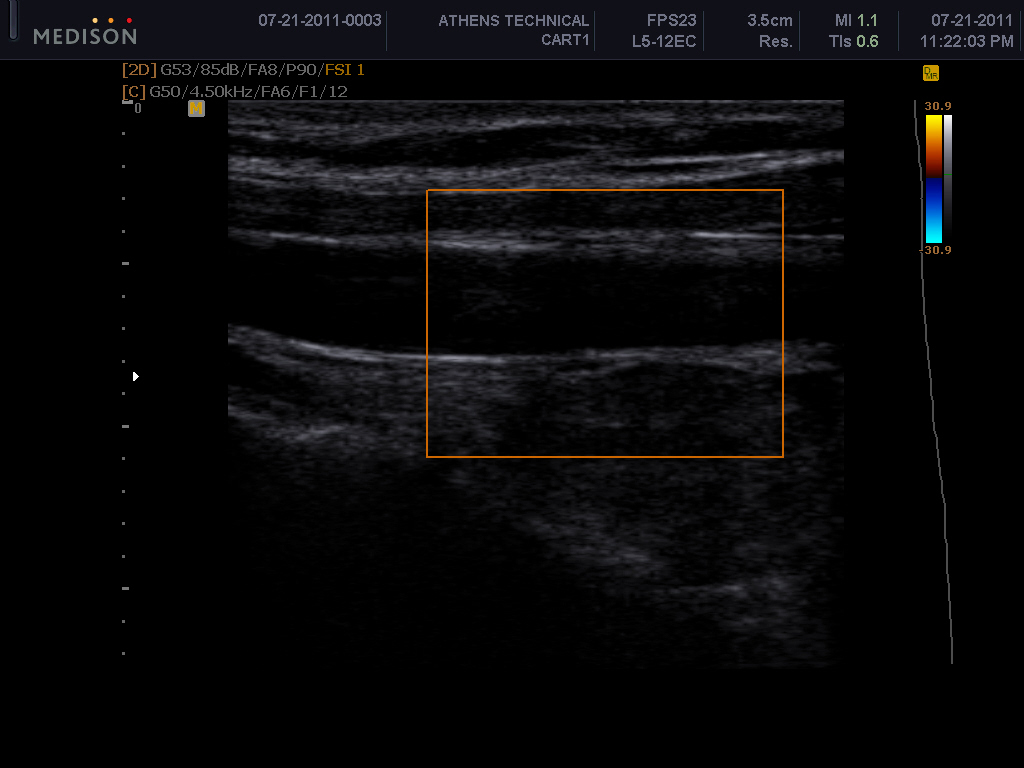 MEDISON
07-21-2011-0003
ATHENS TECHNICAL
CART1
FPS23
L5-12EC
3.5cm
Res.
MI 1.1
TIs 0.6
07-21-2011
11:22:03 PM
[2D] G53/85dB/FA8/P90/FSI 1
[C] G50/4.50kHz/FA6/F1/12
0
M
30.9
-30.9